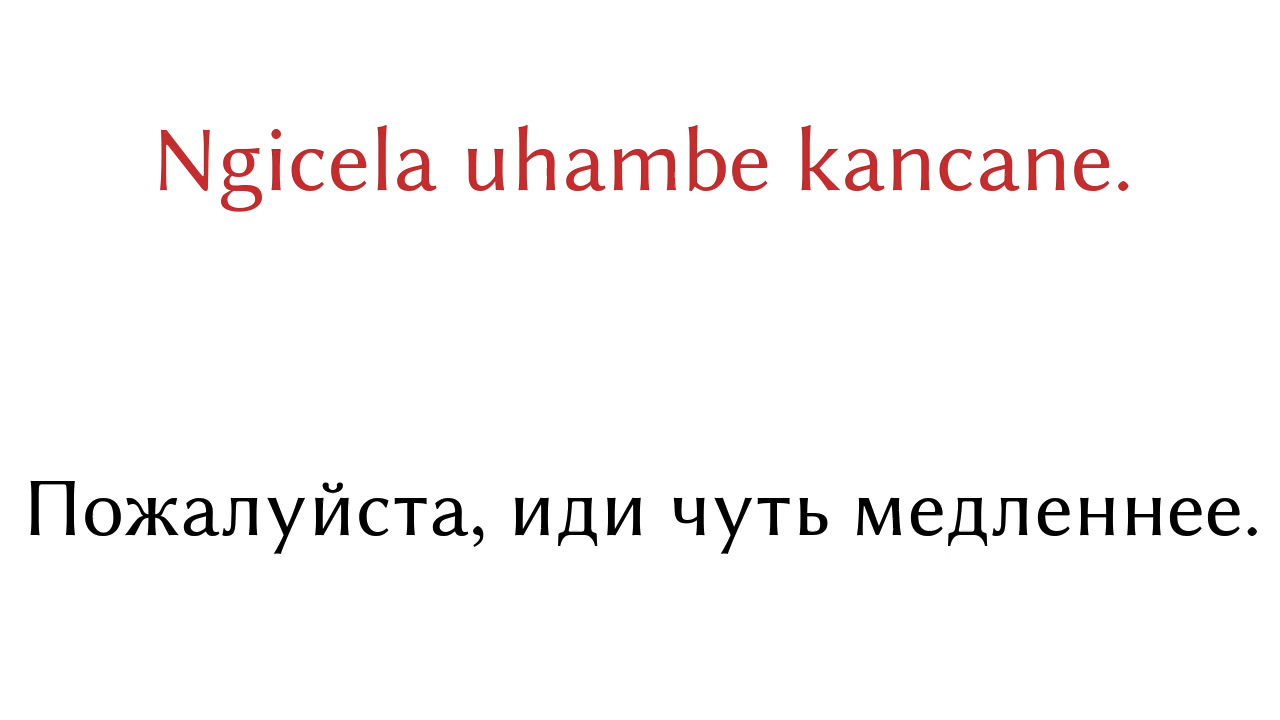 Ngicela uhambe kancane.
Пожалуйста, иди чуть медленнее.